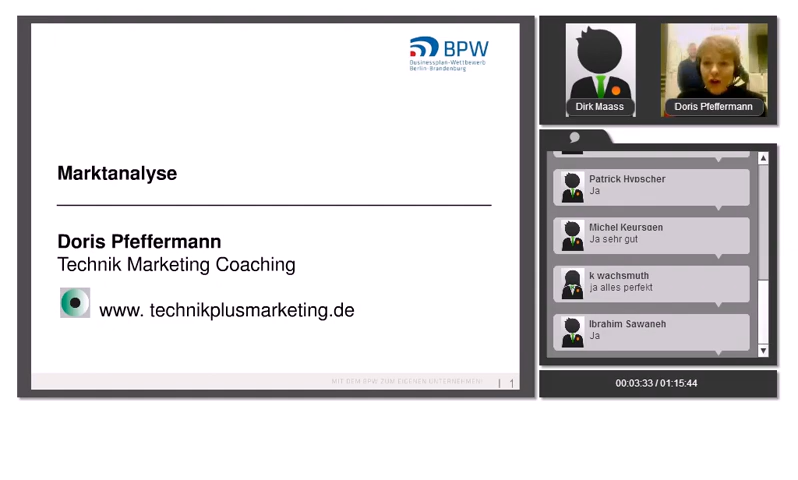 BPW
Businessplan-Wettbewerb
Berlin-Brandenburg
Marktanalyse
Doris Pfeffermann
Technik Marketing Coaching
www. technikplusmarketing.de
MIT DEM BPW ZUM EIGENEN UNTERNEHMEN!
| 1
Dirk Maass
Doris Pfeffermann
Patrick Hypscher
Ja
Michel Keursgen
Ja sehr gut
k wachsmuth
ja alles perfekt
Ibrahim Sawaneh
Ja
00:03:33 / 01:15:44